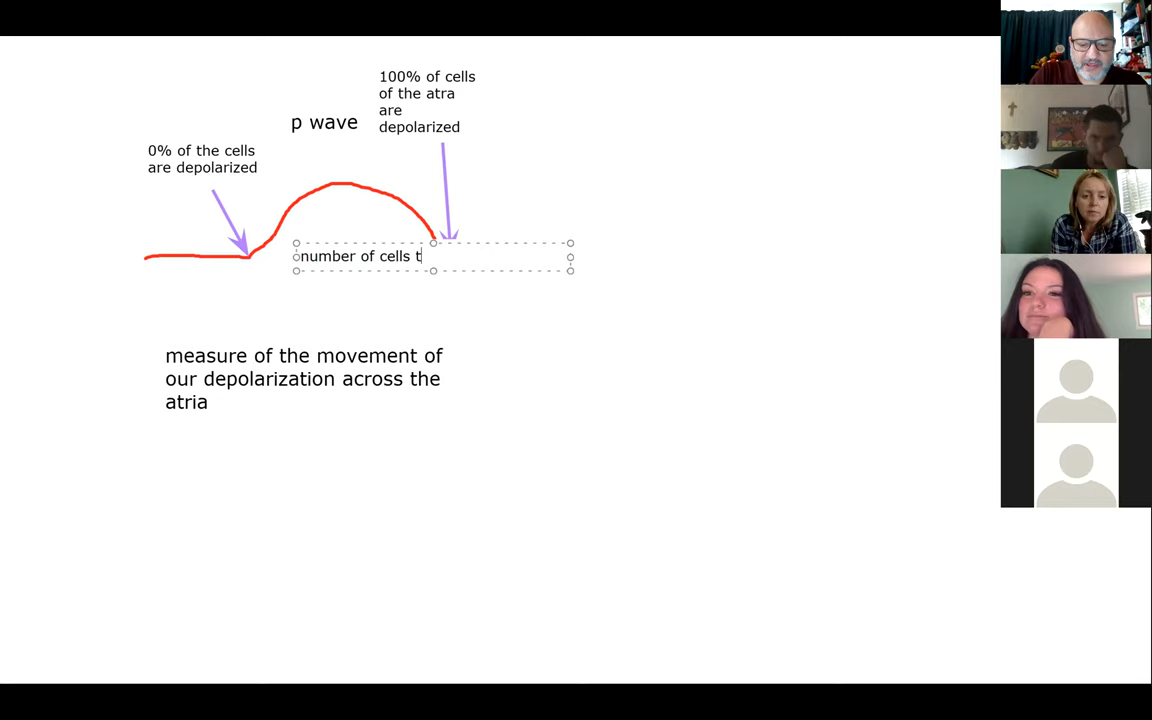 100% of cells
of the atra
are
depolarized
p wave
0% of the cells
are depolarized
number of cells t
measure of the movement of
our depolarization across the
atria